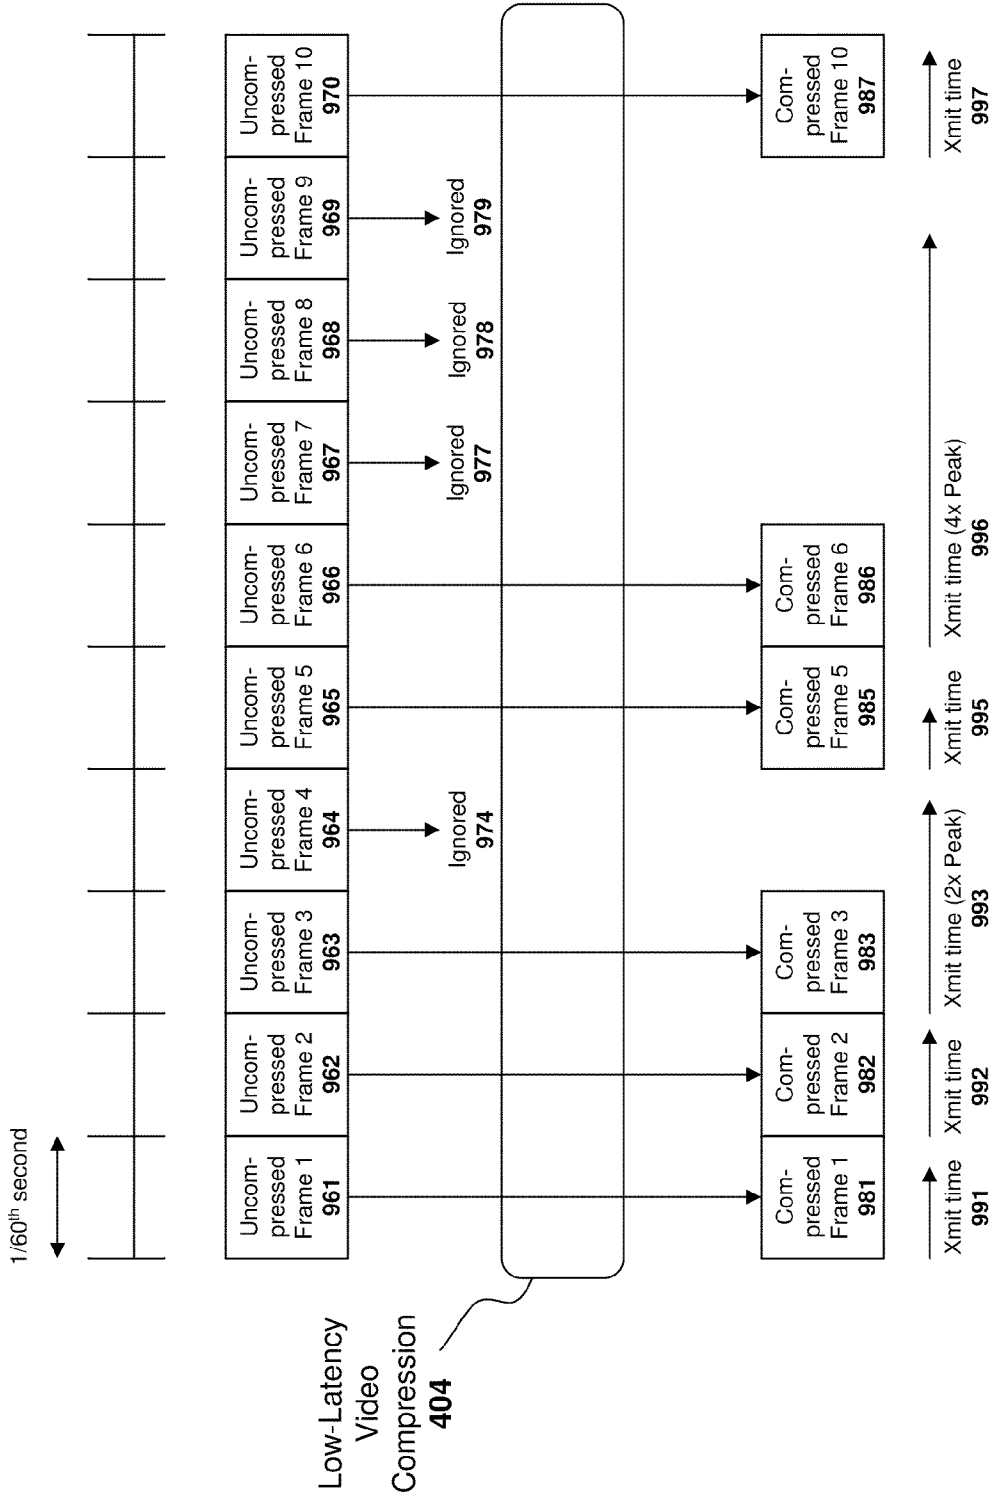 1/60th second
Uncom-
pressed
Frame 1
961
Uncom-
pressed
Frame 2
962
Uncom-
pressed
Frame 3
963
Uncom-
pressed
Frame 4
964
Uncom-
pressed
Frame 5
965
Uncom-
pressed
Frame 6
966
Uncom-
pressed
Frame 7
967
Uncom-
pressed
Frame 8
968
Uncom-
pressed
Frame 9
969
Uncom-
pressed
Frame 10
970
Ignored
974
Ignored
977
Ignored
978
Ignored
979
Low-Latency
Video
Compression
404
Com-
pressed
Frame 1
981
Com-
pressed
Frame 2
982
Com-
pressed
Frame 3
983
Com-
pressed
Frame 5
985
Com-
pressed
Frame 6
986
Com-
pressed
Frame 10
987
Xmit time
991
Xmit time
992
Xmit time (2x Peak)
993
Xmit time
995
Xmit time (4x Peak)
996
Xmit time
997